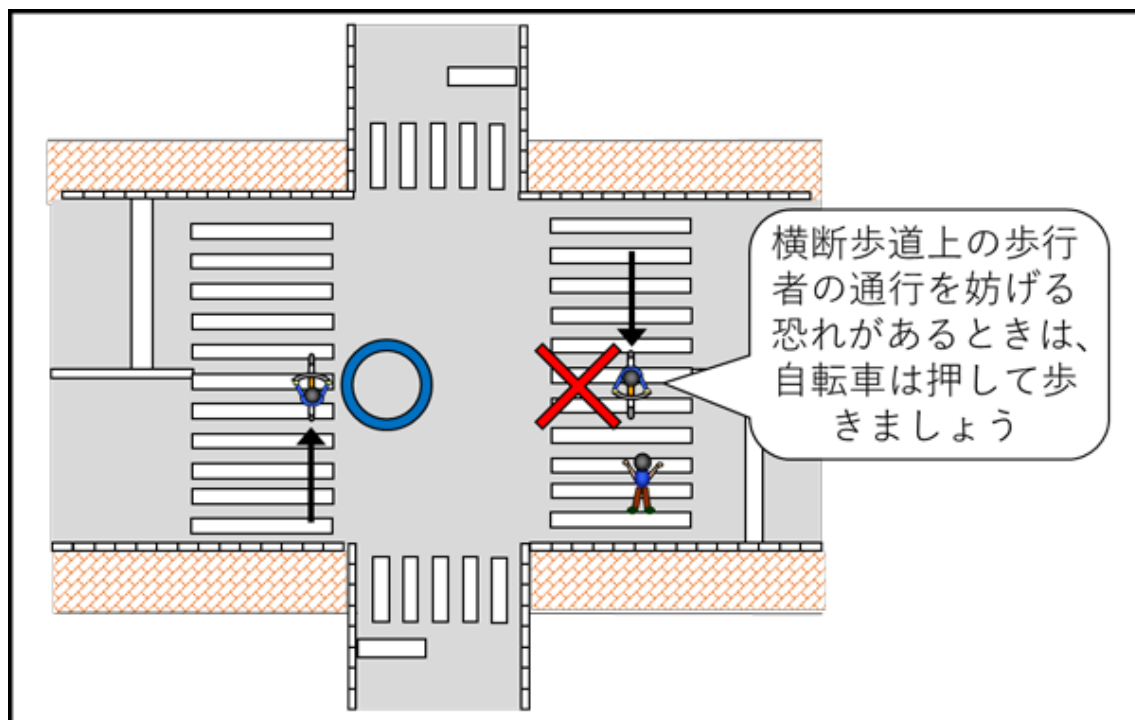 横断歩道上の歩行
者の通行を妨げる
恐れがあるときは、
自転車は押して歩
きましょう